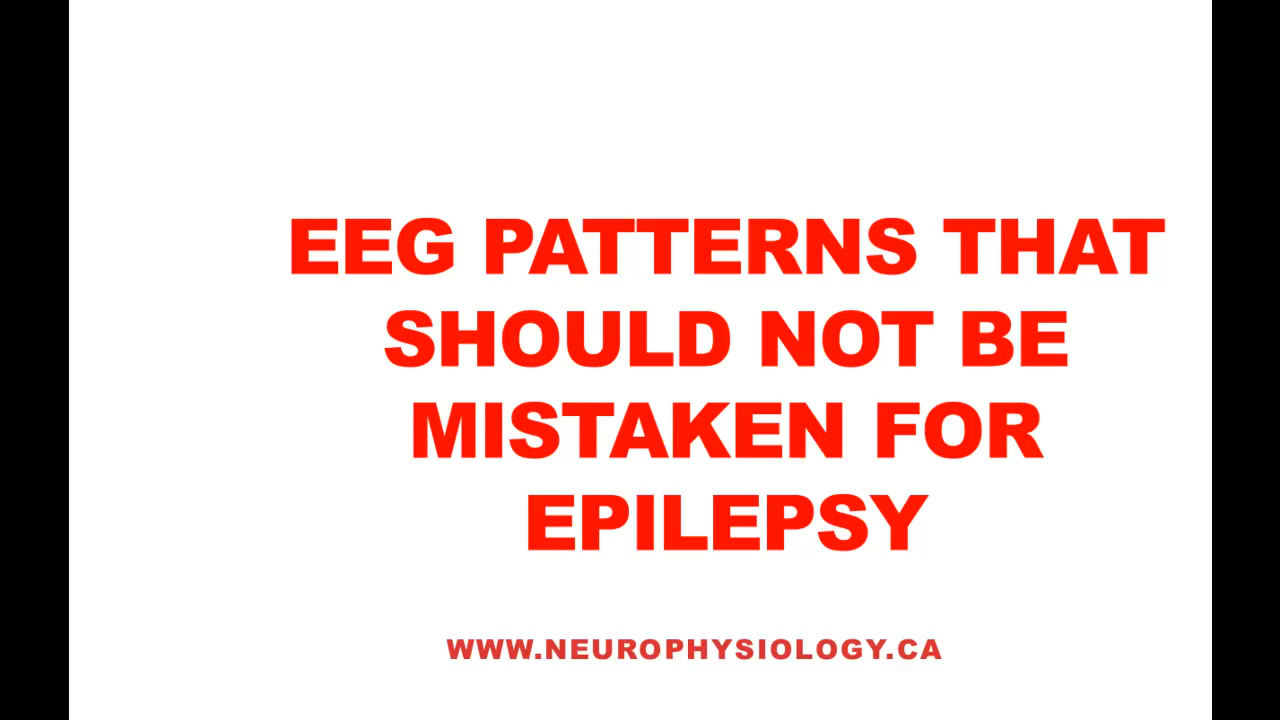 EEG PATTERNS THAT
SHOULD NOT BE
MISTAKEN FOR
EPILEPSY
WWW.NEUROPHYSIOLOGY.CA